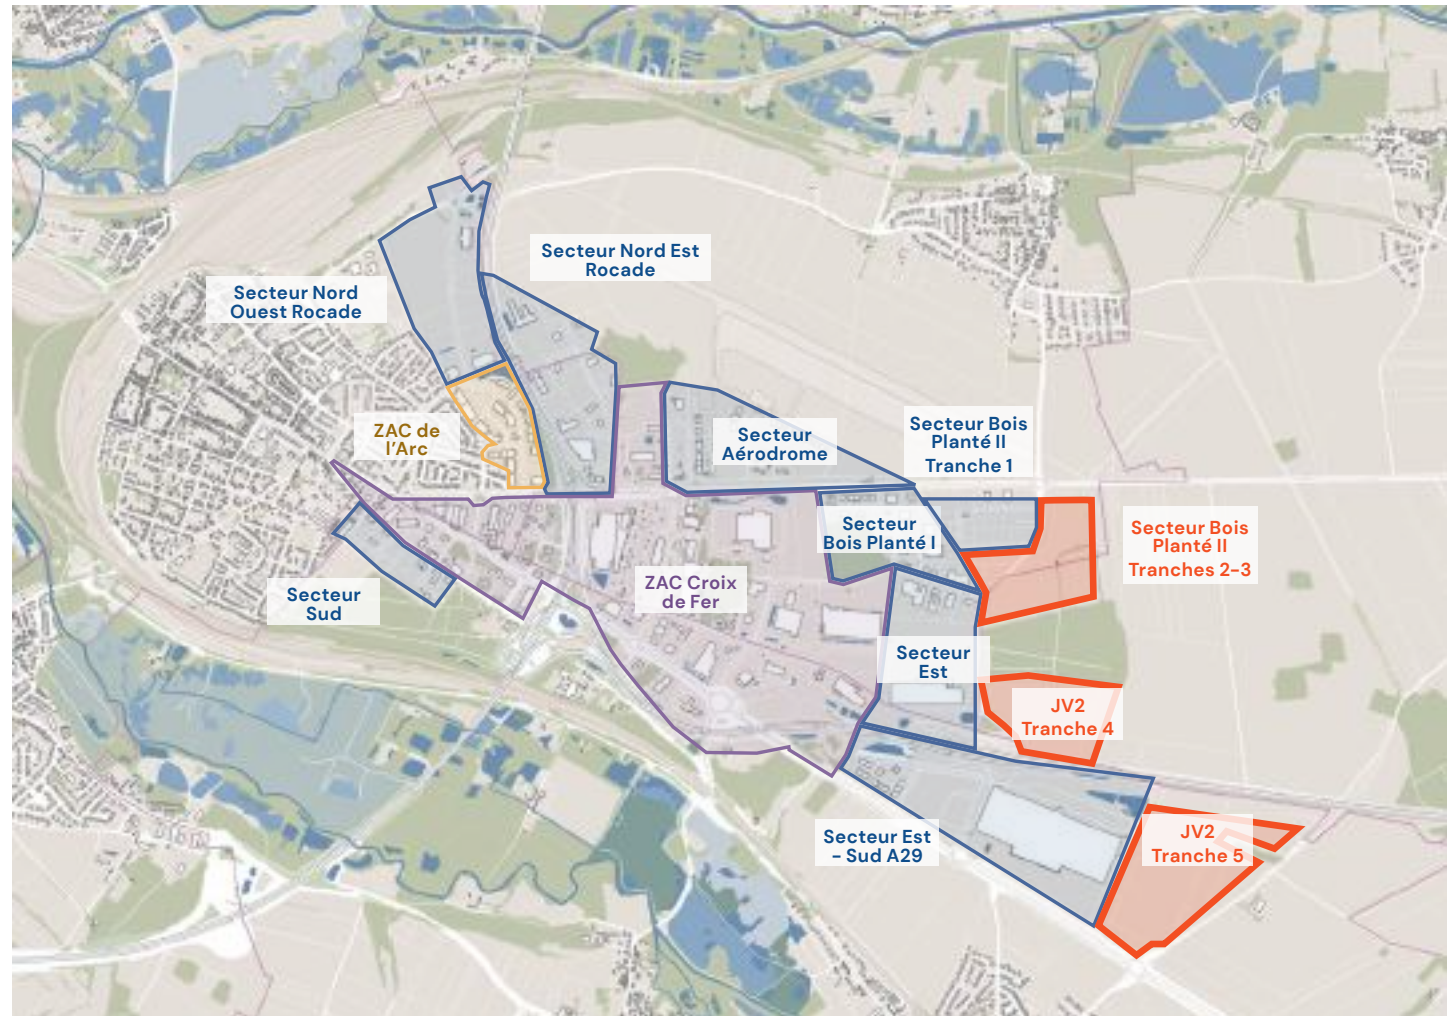 Secteur Nord Est
Rocade
Secteur Nord
Ouest Rocade
ZAC de
l'Arc
Secteur
Aérodrome
Secteur Bois
Planté II
Tranche 1
Secteur
Bois Planté I
Secteur Bois
Planté II
Tranches 2-3
Secteur
Sud
ZAC Croix
de Fer
Secteur
Est
JV2
Tranche 4
Secteur Est
- Sud A29
JV2
Tranche 5